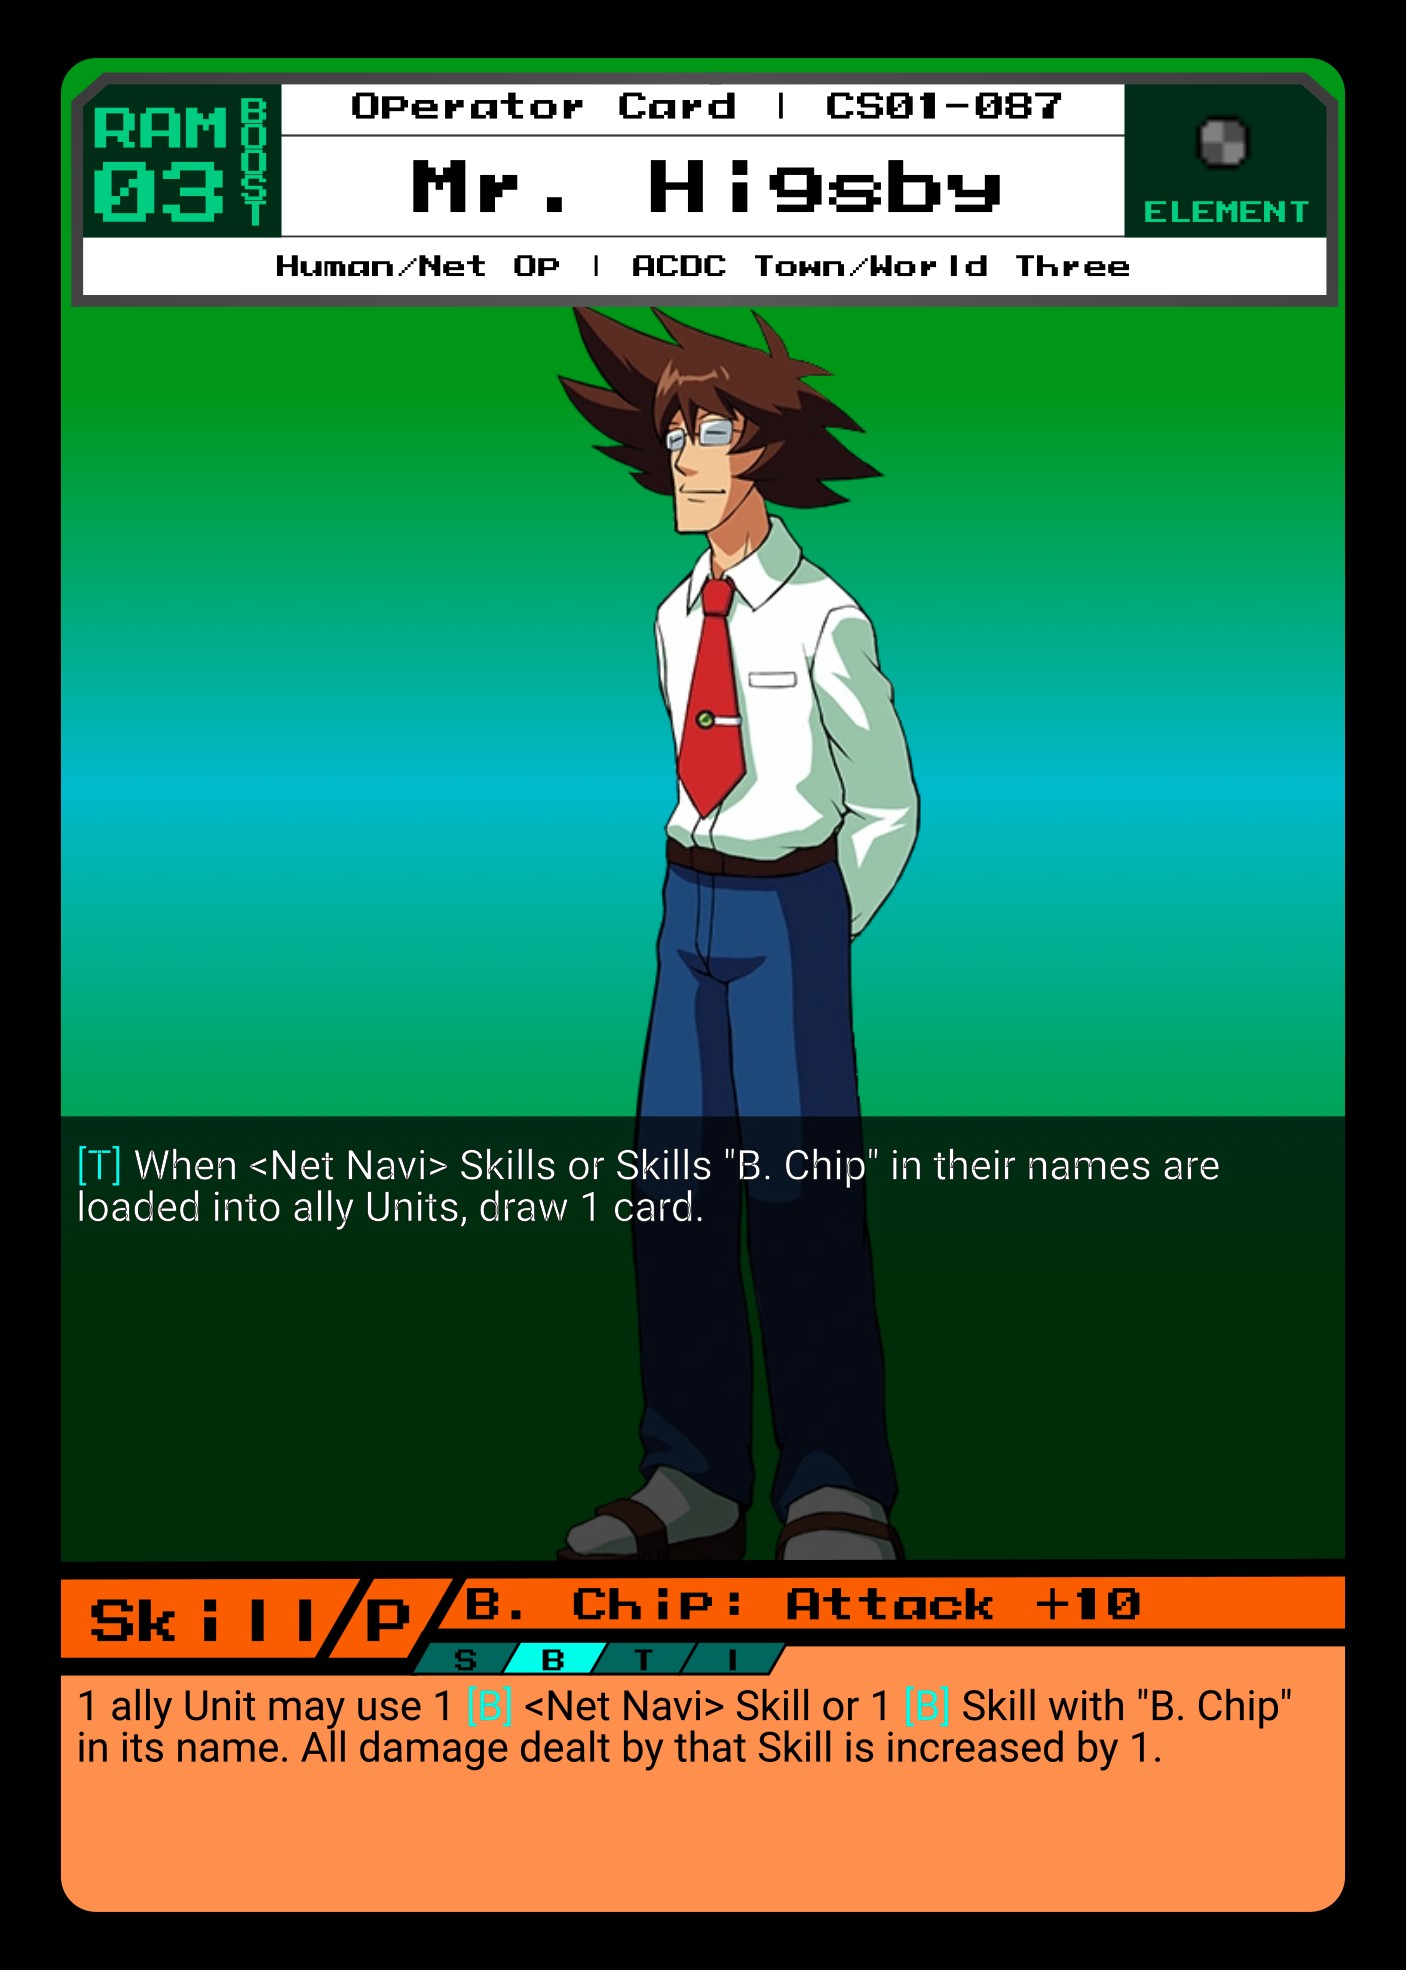 RAM
03
BOOST
Operator Card | CS01-087
Mr. Higsby
ELEMENT
Human/Net Op | ACDC Town/World Three
[T] When <Net Navi> Skills or Skills "B. Chip" in their names are
loaded into ally Units, draw 1 card.
Skill/P
B. Chip: Attack +10
S B T I
1 ally Unit may use 1 [B] <Net Navi> Skill or 1 [B] Skill with "B. Chip"
in its name. All damage dealt by that Skill is increased by 1.